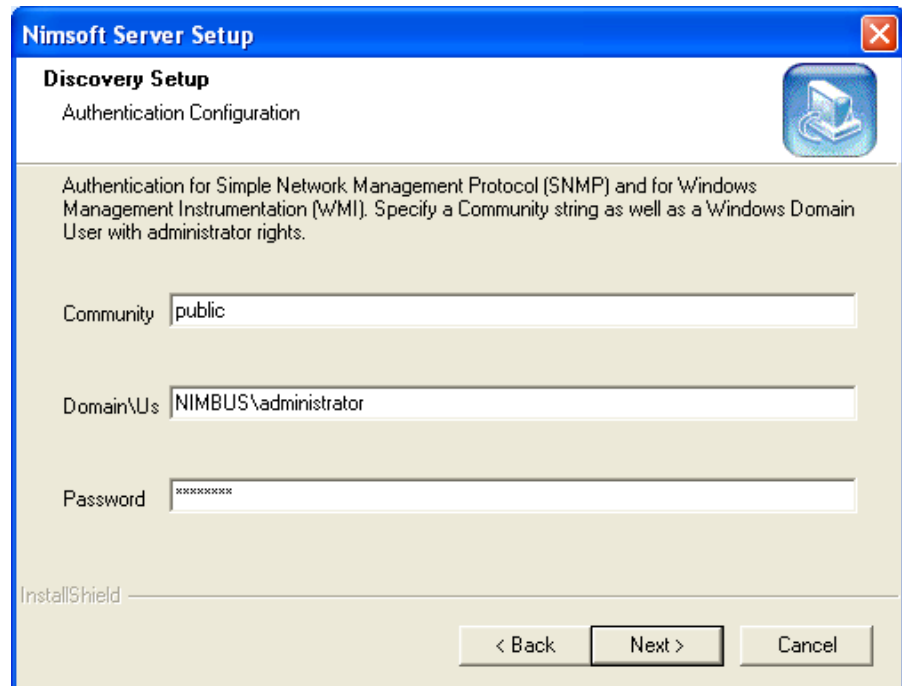 Nimsoft Server Setup
Discovery Setup
Authentication Configuration
Authentication for Simple Network Management Protocol (SNMP) and for Windows
Management Instrumentation (WMI). Specify a Community string as well as a Windows Domain
User with administrator rights.
Community public
Domain\Us NIMBUS\administrator
Password ********
InstallShield
< Back Next > Cancel